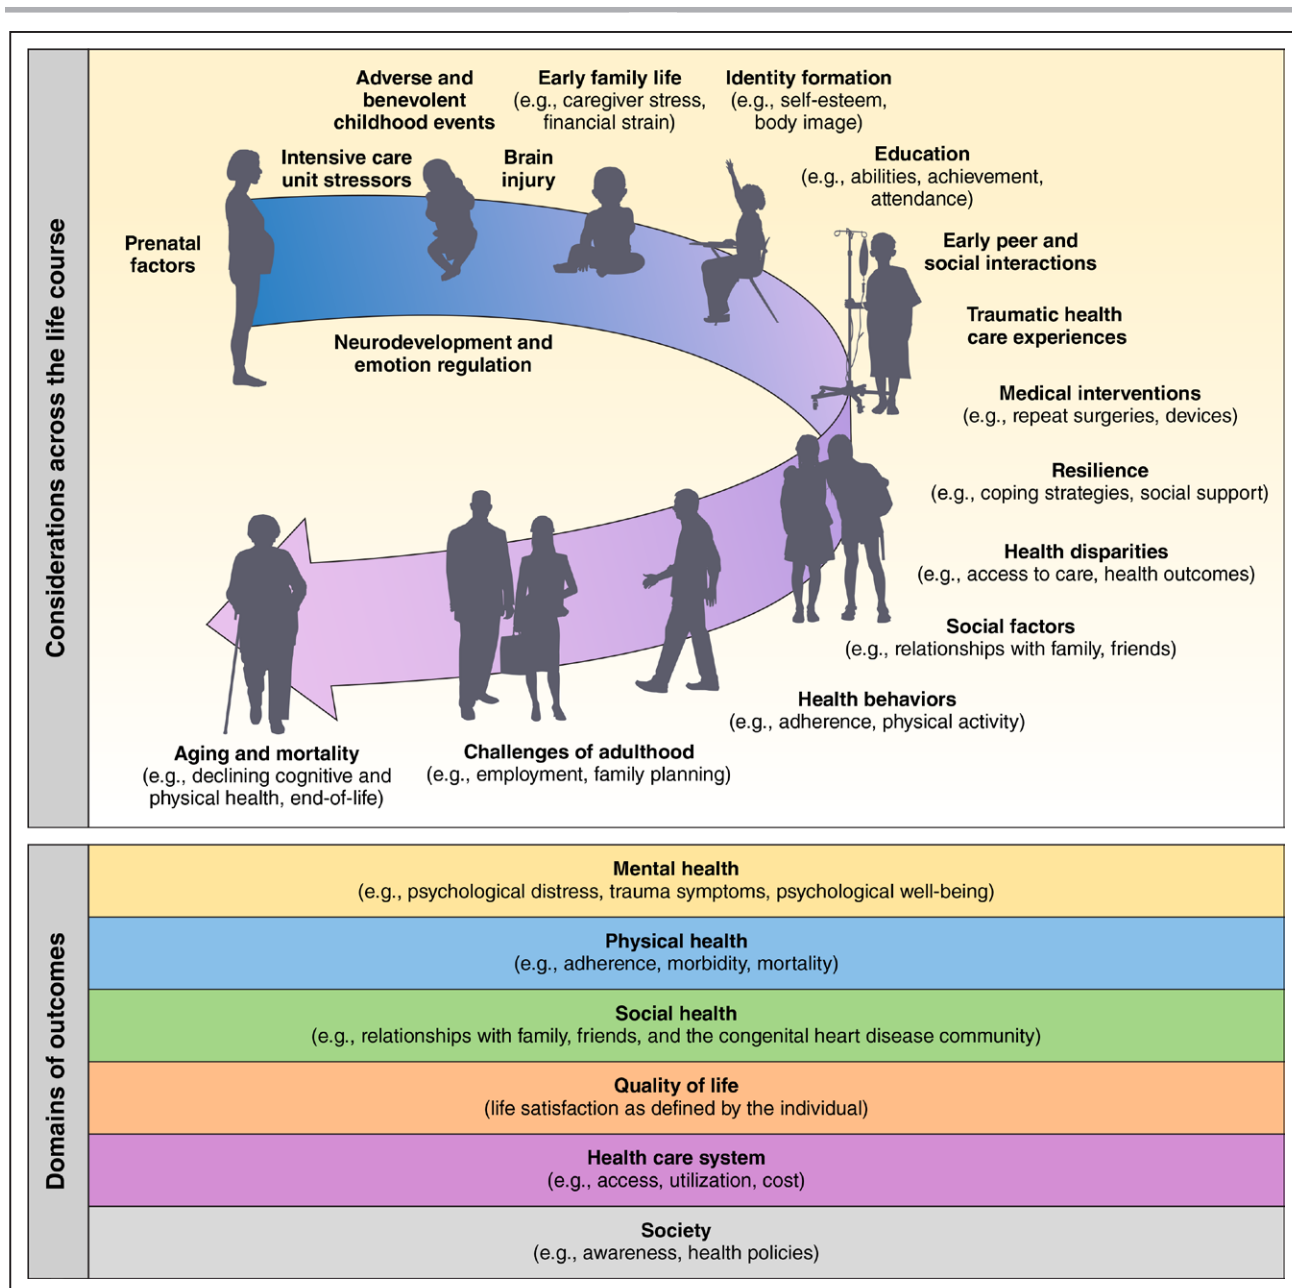 Considerations across the life course
Adverse and
benevolent
childhood events
Early family life
(e.g., caregiver stress,
financial strain)
Identity formation
(e.g., self-esteem,
body image)
Intensive care
unit stressors
Brain
injury
Education
(e.g., abilities, achievement,
attendance)
Prenatal
factors
Early peer and
social interactions
Neurodevelopment and
emotion regulation
Traumatic health
care experiences
Medical interventions
(e.g., repeat surgeries, devices)
Resilience
(e.g., coping strategies, social support)
Health disparities
(e.g., access to care, health outcomes)
Social factors
(e.g., relationships with family, friends)
Health behaviors
(e.g., adherence, physical activity)
Challenges of adulthood
(e.g., employment, family planning)
Aging and mortality
(e.g., declining cognitive and
physical health, end-of-life)
Domains of outcomes
Mental health
(e.g., psychological distress, trauma symptoms, psychological well-being)
Physical health
(e.g., adherence, morbidity, mortality)
Social health
(e.g., relationships with family, friends, and the congenital heart disease community)
Quality of life
(life satisfaction as defined by the individual)
Health care system
(e.g., access, utilization, cost)
Society
(e.g., awareness, health policies)